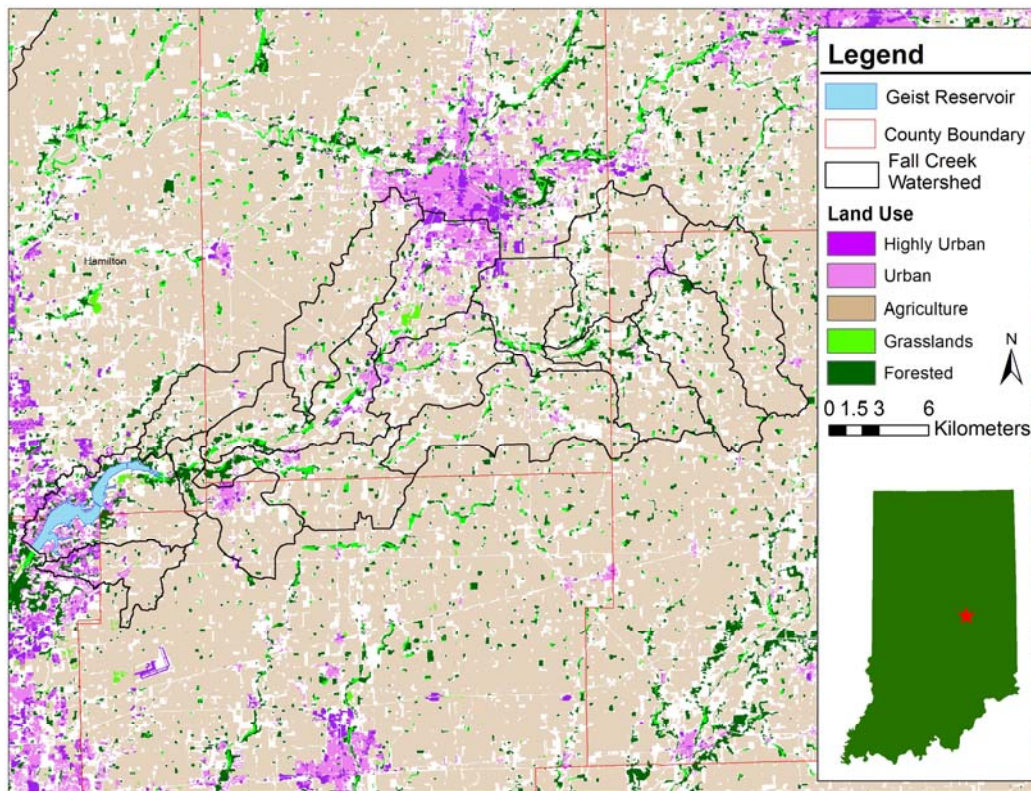 Legend
Geist Reservoir
County Boundary
Fall Creek
Watershed
Land Use
Highly Urban
Urban
Agriculture
Grasslands
Forested
N
0 1.5 3 6
Kilometers
Hamilton